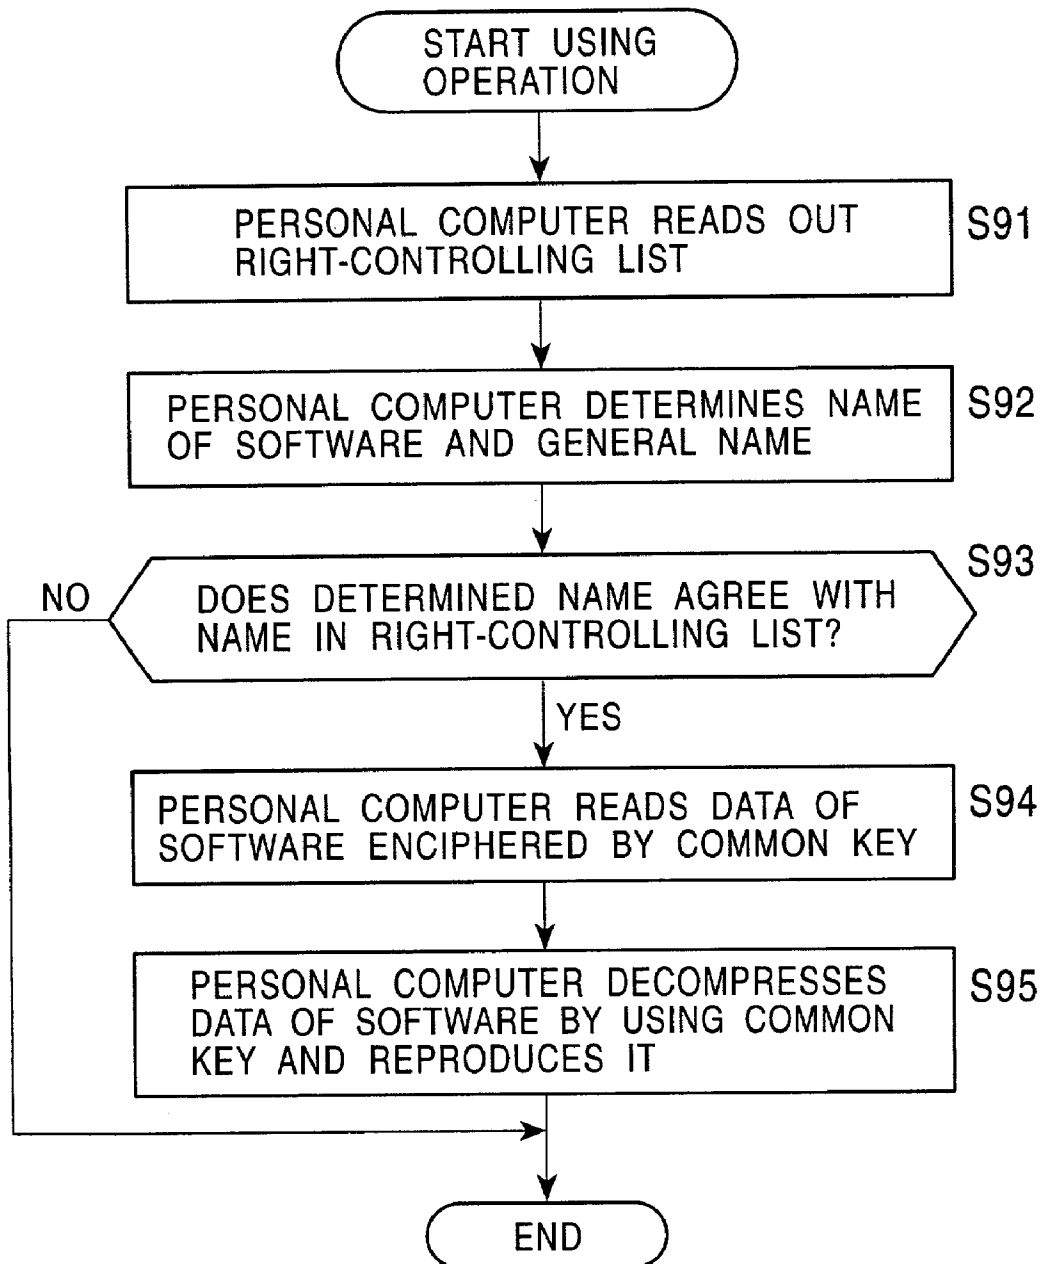 START USING
OPERATION
PERSONAL COMPUTER READS OUT
RIGHT-CONTROLLING LIST
S91
PERSONAL COMPUTER DETERMINES NAME
OF SOFTWARE AND GENERAL NAME
S92
DOES DETERMINED NAME AGREE WITH
NAME IN RIGHT-CONTROLLING LIST?
S93
NO
YES
PERSONAL COMPUTER READS DATA OF
SOFTWARE ENCIPHERED BY COMMON KEY
S94
PERSONAL COMPUTER DECOMPRESSES
DATA OF SOFTWARE BY USING COMMON
KEY AND REPRODUCES IT
S95
END